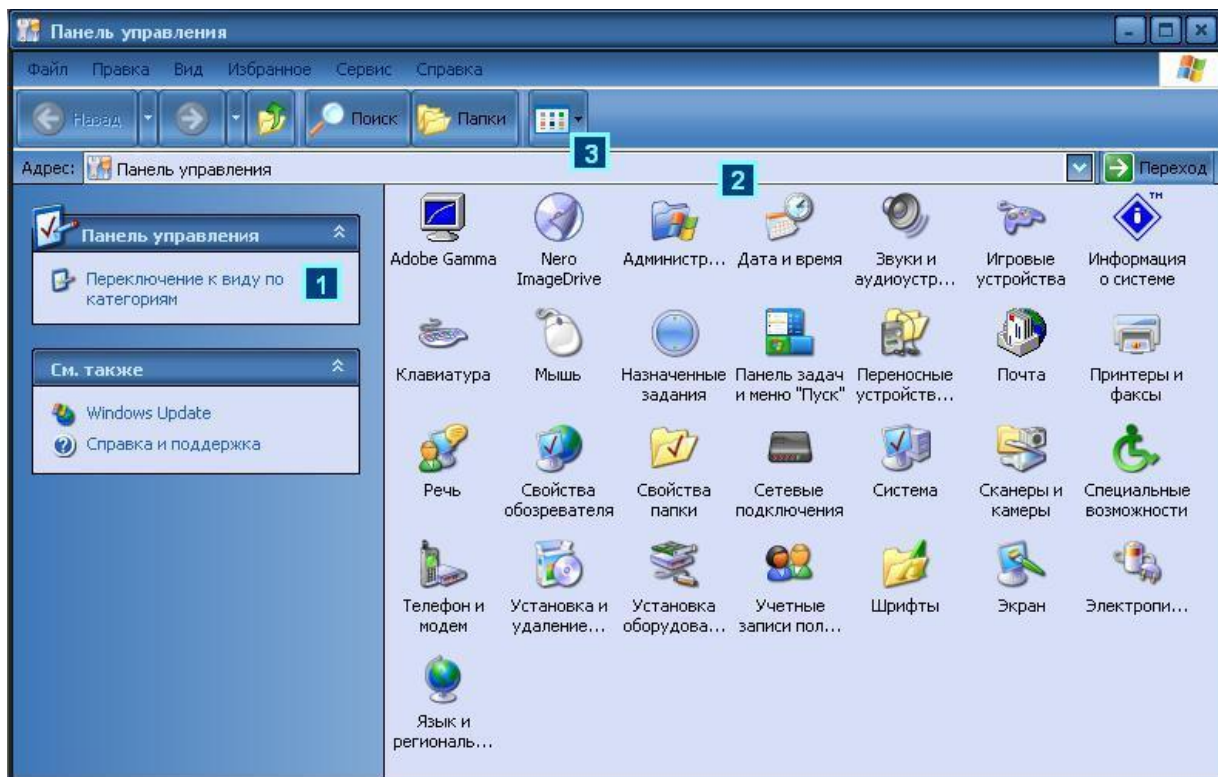 Панель управления
Файл Правка Вид Избранное Сервис Справка
Назад Поиск Папки
3
Адрес: Панель управления Переход
2
Панель управления
Переключение к виду по
категориям
1
См. также
Windows Update
Справка и поддержка
Adobe Gamma
Nero
ImageDrive
Администр...
Дата и время
Звуки и
аудиоустр...
Игровые
устройства
TM
Информация
о системе
Клавиатура
Мышь
Назначенные
задания
Панель задач
и меню "Пуск"
Переносные
устройств...
Почта
Принтеры и
факсы
Речь
Свойства
обозревателя
Свойства
папки
Сетевые
подключения
Система
Сканеры и
камеры
Специальные
возможности
Телефон и
модем
Установка и
удаление...
Установка
оборудова...
Учетные
записи пол...
Шрифты
Экран
Электропи...
Язык и
региональ...